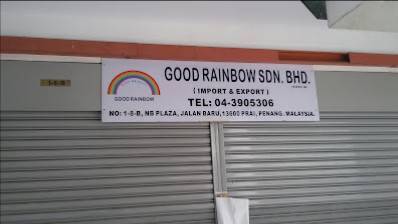 GOOD RAINBOW SDN. BHD.
( IMPORT & EXPORT )
GOOD RAINBOW
TEL: 04-3905306
NO: 1-8-B, NB PLAZA, JALAN BARU, 13600 PRAI, PENANG. MALAYSIA.